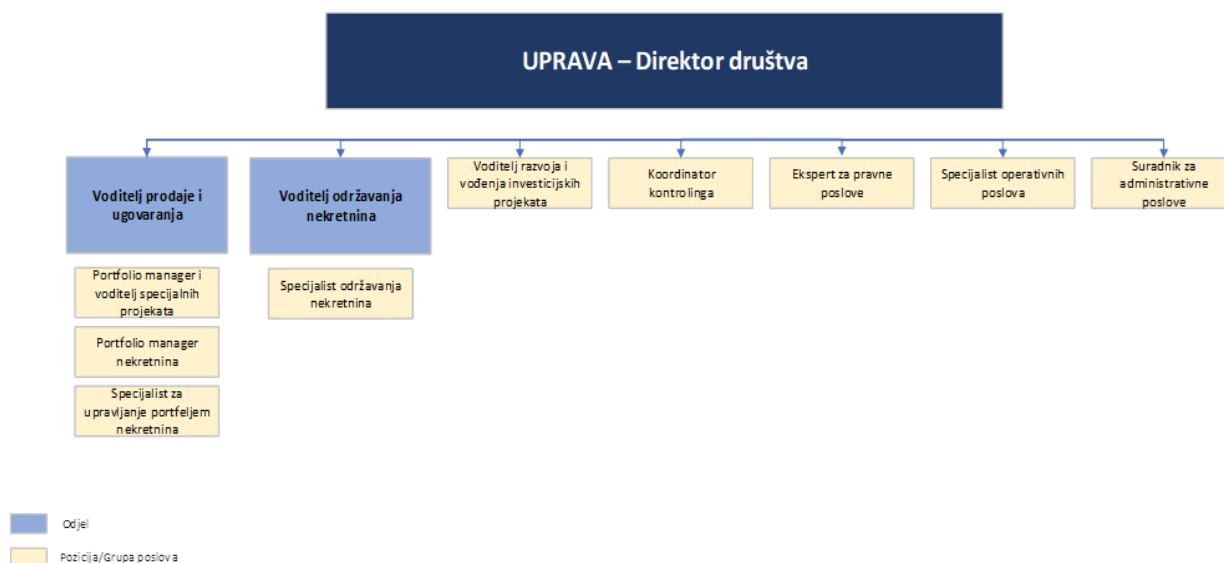 UPRAVA – Direktor društva
Voditelj prodaje i
ugovaranja
Voditelj održavanja
nekretnina
Voditelj razvoja i
vođenja investicijskih
projekata
Koordinator
kontrolinga
Ekspert za pravne
poslove
Specijalist operativnih
poslova
Suradnik za
administrativne
poslove
Portfolio manager i
voditelj specijalnih
projekata
Specijalist održavanja
nekretnina
Portfolio manager
nekretnina
Specijalist za
upravljanje portfeljem
nekretnina
Odjel
Pozicija/Grupa poslova